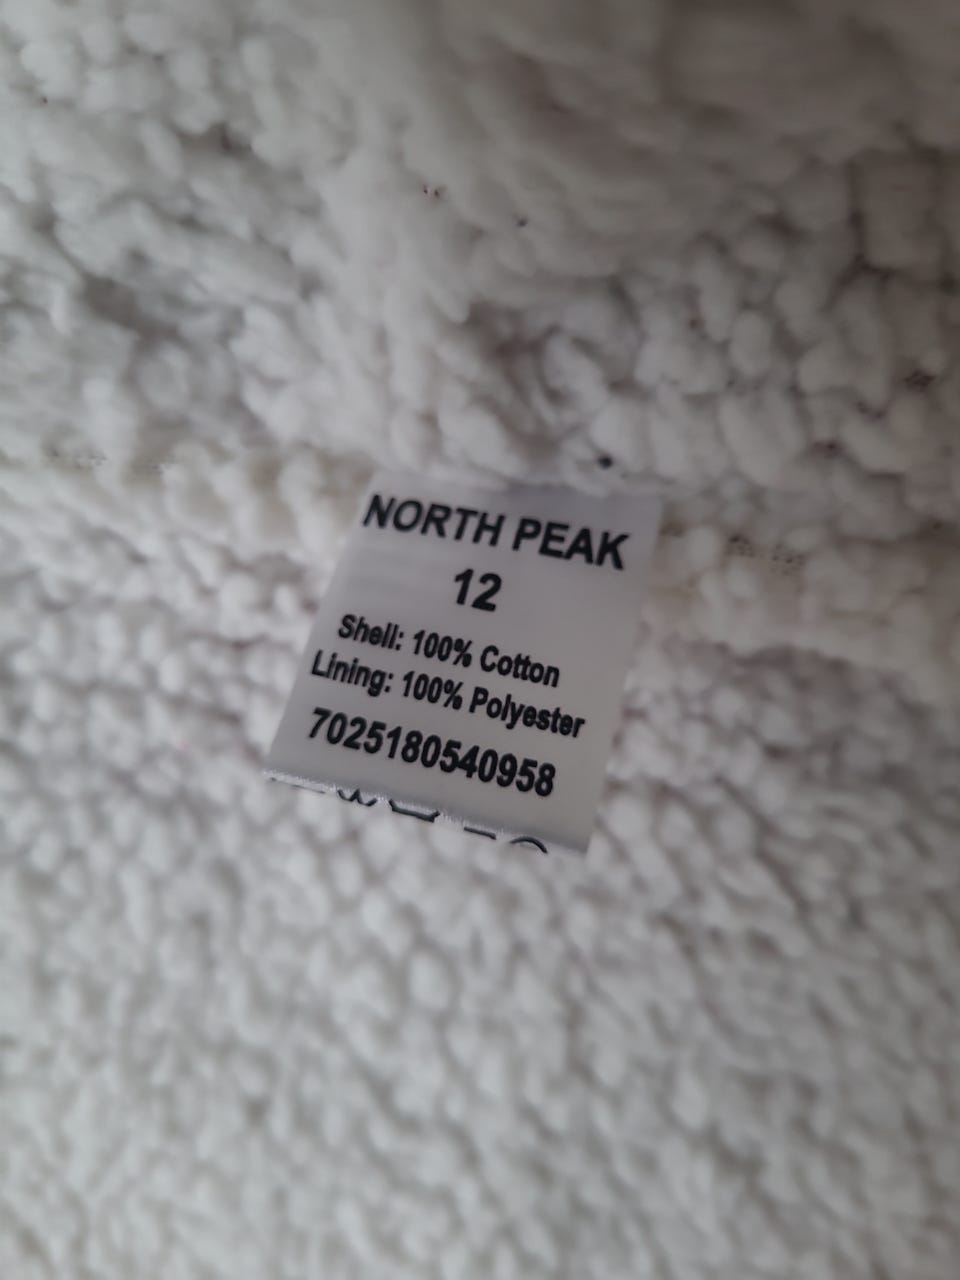 NORTH PEAK
12
Shell: 100% Cotton
Lining: 100% Polyester
7025180540958